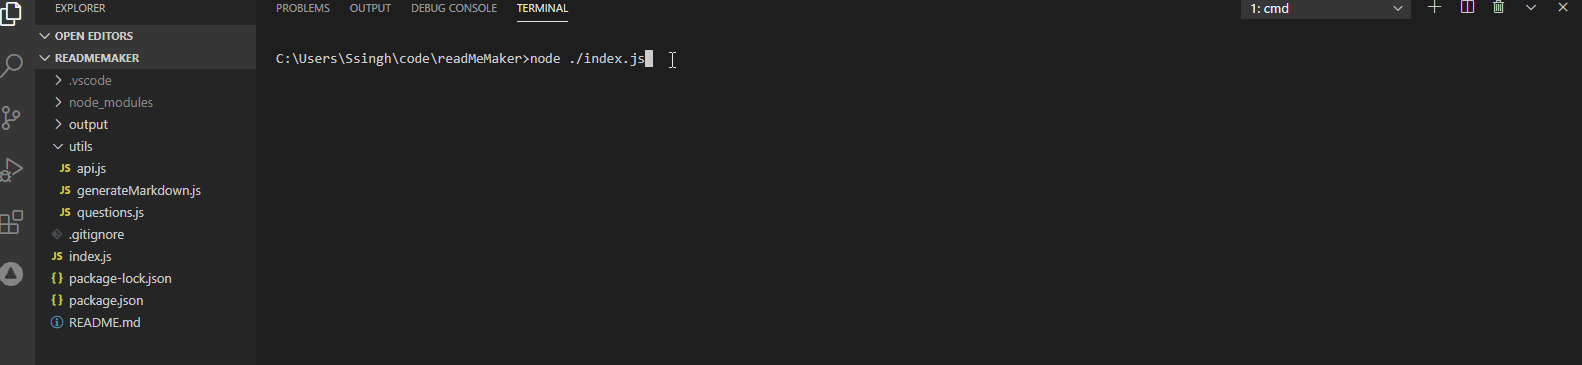 EXPLORER
PROBLEMS OUTPUT DEBUG CONSOLE TERMINAL
1: cmd
OPEN EDITORS
READMEMAKER
C:\Users\Ssingh\code\readMeMaker>node ./index.js
.vscode
node_modules
output
utils
JS api.js
JS generateMarkdown.js
JS questions.js
.gitignore
JS index.js
{} package-lock.json
{} package.json
README.md